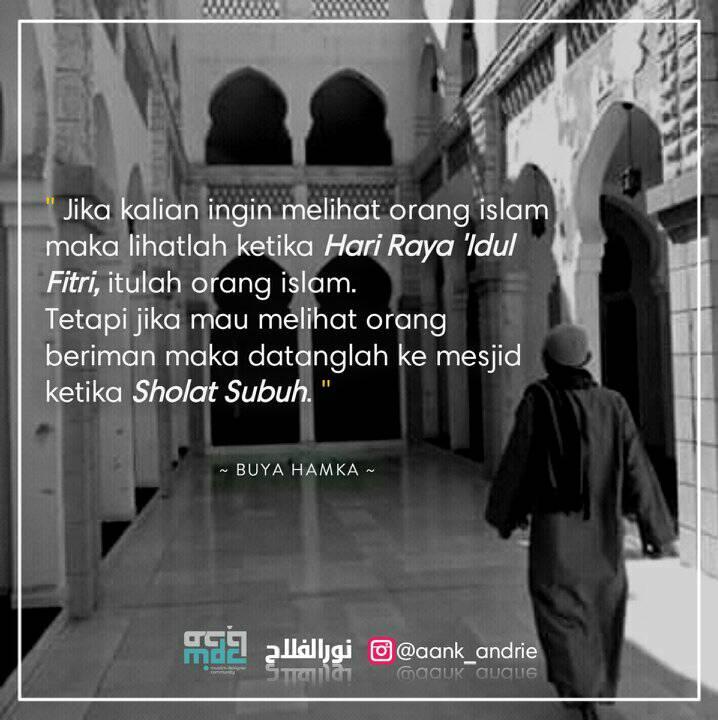 " Jika kalian ingin melihat orang islam
maka lihatlah ketika Hari Raya 'Idul
Fitri, itulah orang islam.
Tetapi jika mau melihat orang
beriman maka datanglah ke mesjid
ketika Sholat Subuh. "
~ BUYA HAMKA ~
mdc
نورالفلاح
@aank_andrie